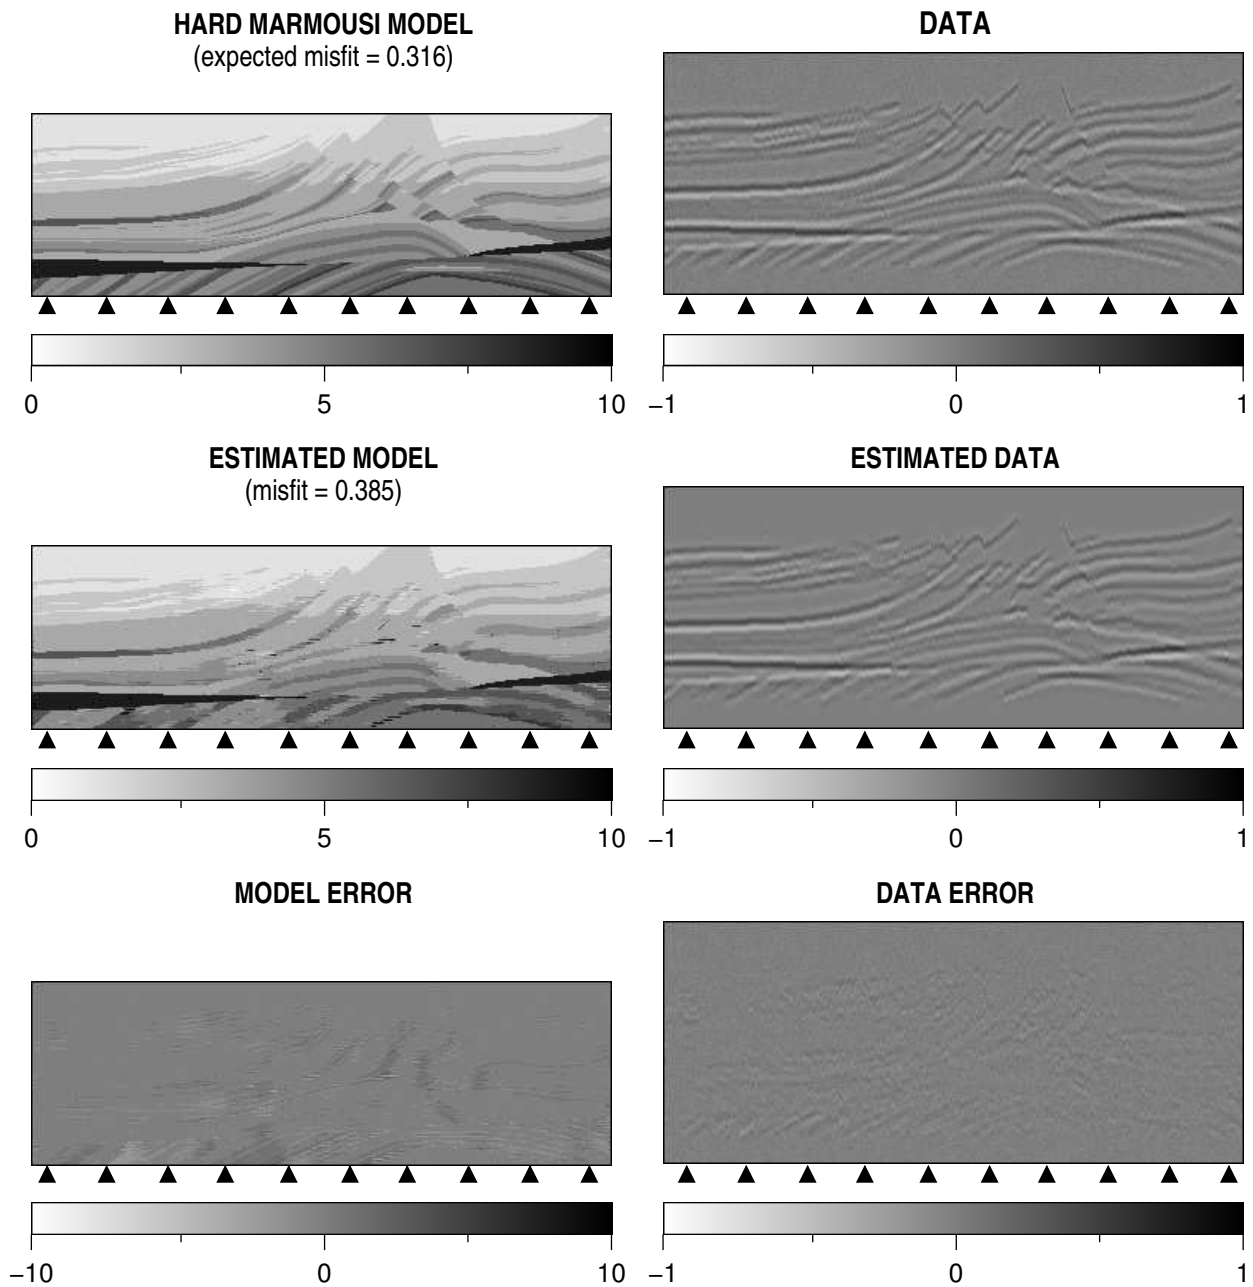 HARD MARMOUSI MODEL
(expected misfit = 0.316)
DATA
0 5 10
−1 0 1
ESTIMATED MODEL
(misfit = 0.385)
ESTIMATED DATA
0 5 10
−1 0 1
MODEL ERROR
DATA ERROR
−10 0 10
−1 0 1